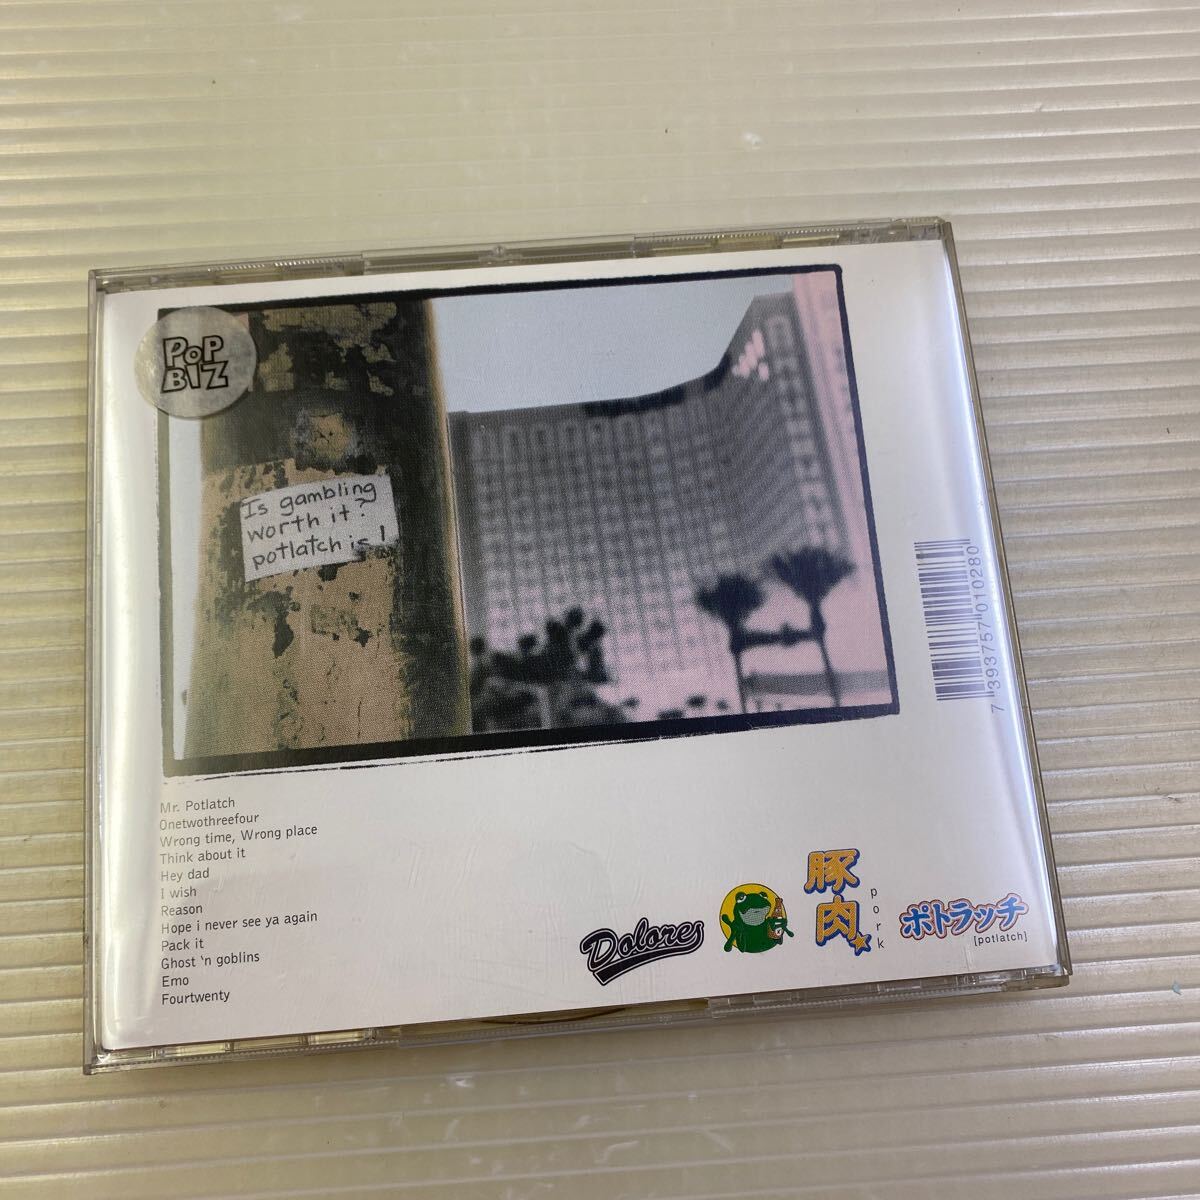 POP
BIZ
Is gambling
worth it?
potlatch is!
7 393757 010280
Mr. Potlatch
Onetwothreefour
Wrong time, Wrong place
Think about it
Hey dad
I wish
Reason
Hope i never see ya again
Pack it
Ghost 'n goblins
Emo
Fourtwenty
Dolores
豚肉
pork
ポトラッチ
[potlatch]